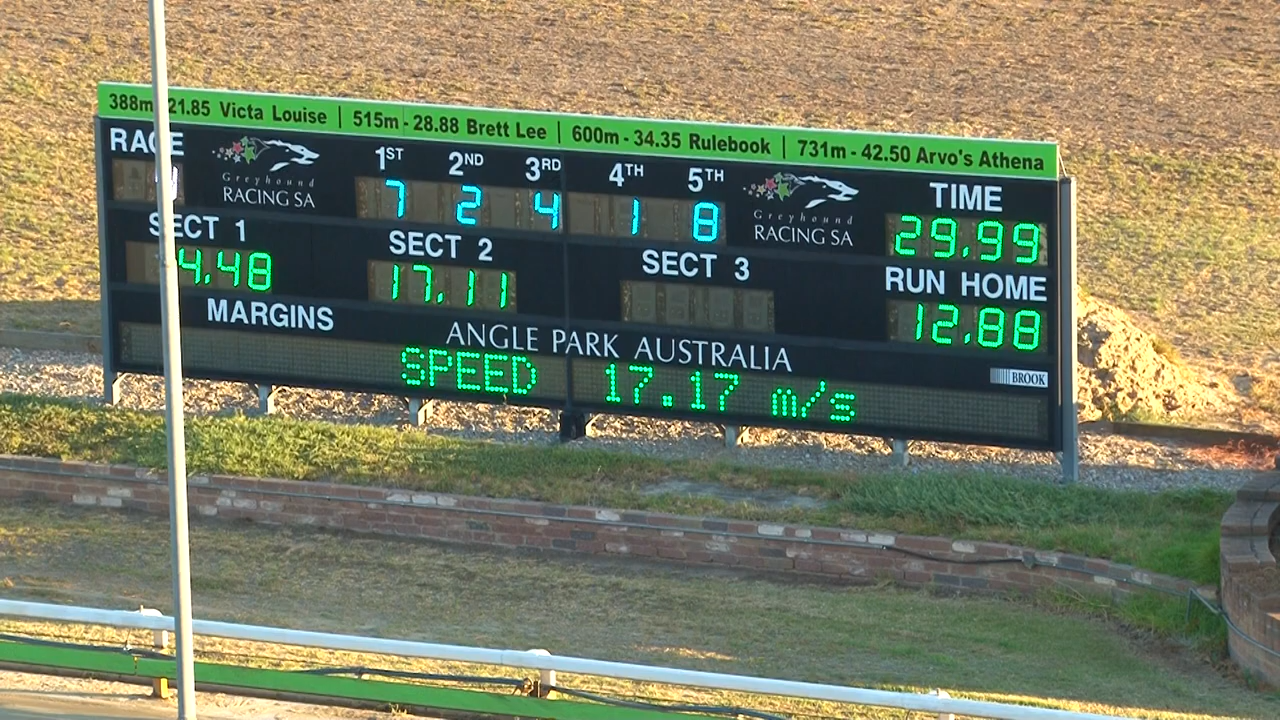 388m - 21.85 Victa Louise | 515m - 28.88 Brett Lee | 600m - 34.35 Rulebook | 731m - 42.50 Arvo's Athena
RACE
Greyhound
RACING SA
1ST 2ND 3RD 4TH 5TH
7 2 4 1 8
Greyhound
RACING SA
TIME
29.99
SECT 1
4.48
SECT 2
17.11
SECT 3
RUN HOME
12.88
MARGINS
ANGLE PARK AUSTRALIA
BROOK
SPEED 17.17 m/s